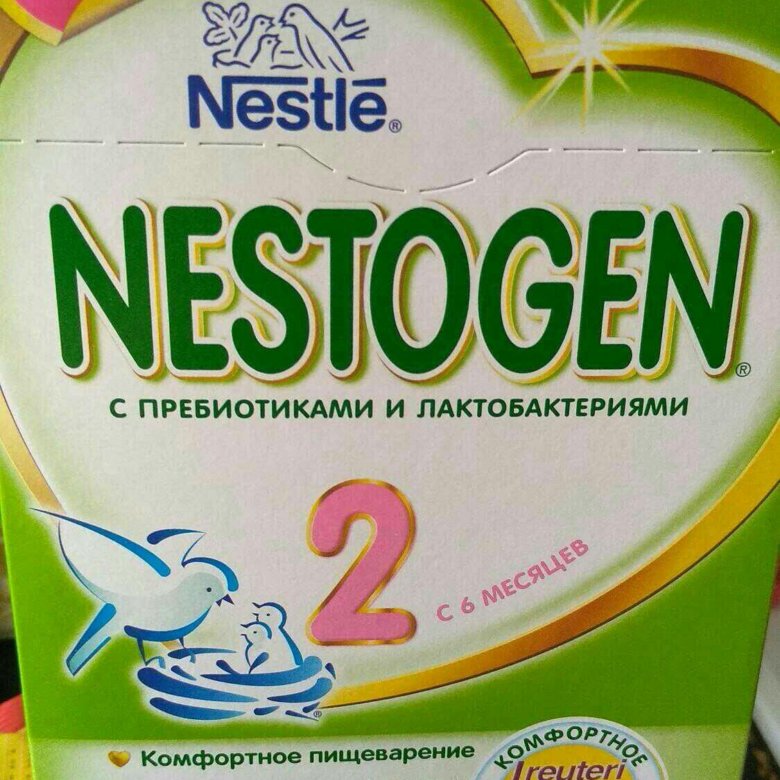 Nestlé®
NESTOGEN®
С ПРЕБИОТИКАМИ И ЛАКТОБАКТЕРИЯМИ
2
С 6 МЕСЯЦЕВ
Комфортное пищеварение
КОМФОРТНОЕ
l reuteri